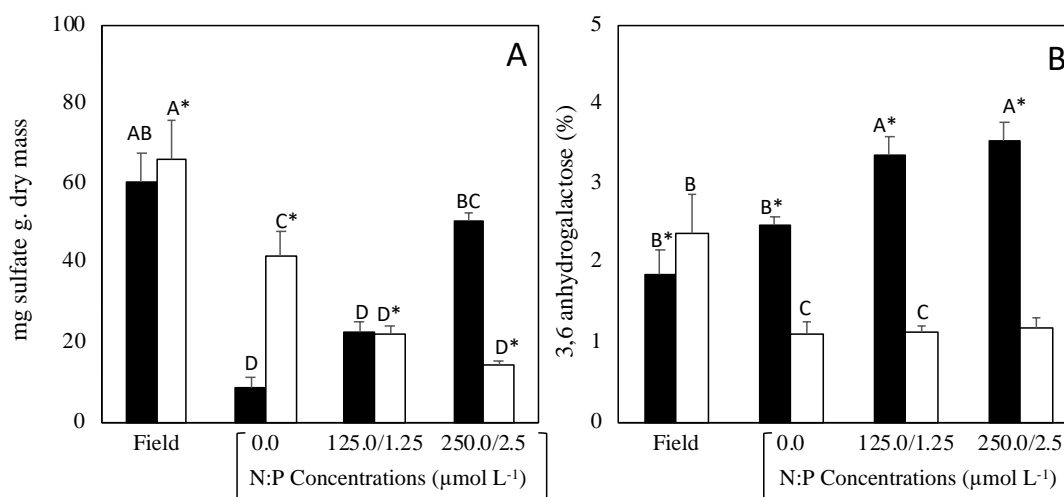 A
mg sulfate g. dry mass
100
80
60
40
20
0
AB
A*
D
C*
D
D*
BC
D*
Field
0.0
125.0/1.25
250.0/2.5
N:P Concentrations (µmol L-1)
B
3,6 anhydrogalactose (%)
5
4
3
2
1
0
B*
B
B*
C
A*
C
A*
Field
0.0
125.0/1.25
250.0/2.5
N:P Concentrations (µmol L-1)